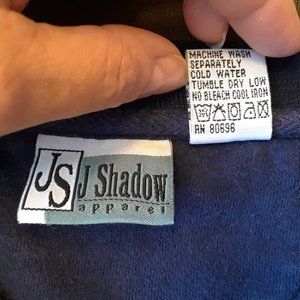 MACHINE WASH
SEPARATELY
COLD WATER
TUMBLE DRY LOW
NO BLEACH COOL IRON
RN 80696
JS J Shadow
apparel